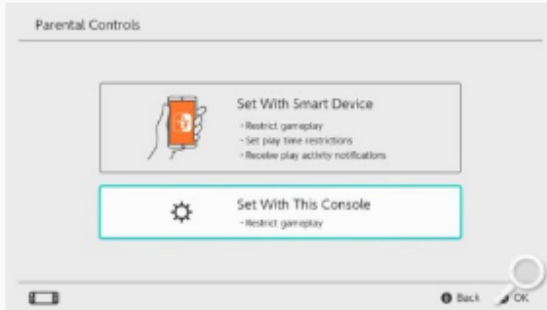 Parental Controls
Set With Smart Device
- Restrict gameplay
- Set play time restrictions
- Receive play activity notifications
Set With This Console
- Restrict gameplay
B Back
OK